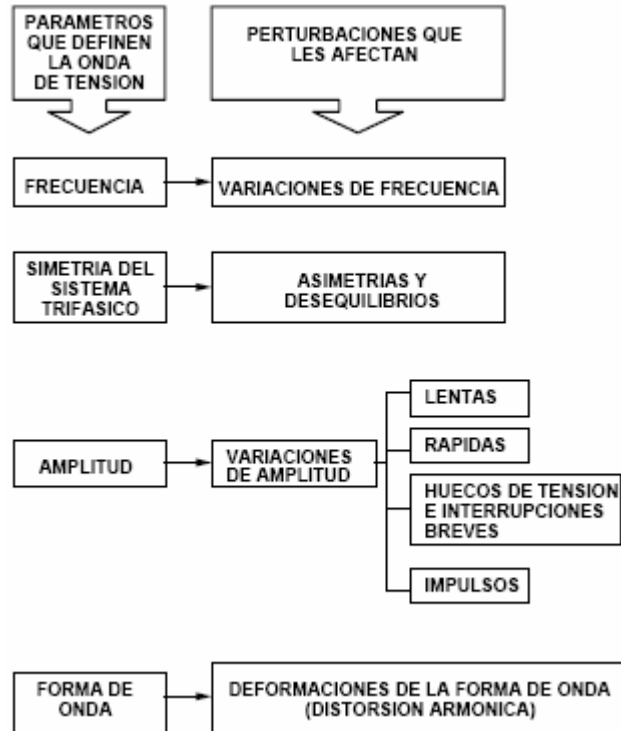 PARAMETROS
QUE DEFINEN
LA ONDA
DE TENSION
PERTURBACIONES QUE
LES AFECTAN
FRECUENCIA
VARIACIONES DE FRECUENCIA
SIMETRIA DEL
SISTEMA
TRIFASICO
ASIMETRIAS Y
DESEQUILIBRIOS
AMPLITUD
VARIACIONES
DE AMPLITUD
LENTAS
RAPIDAS
HUECOS DE TENSION
E INTERRUPCIONES
BREVES
IMPULSOS
FORMA DE
ONDA
DEFORMACIONES DE LA FORMA DE ONDA
(DISTORSION ARMONICA)